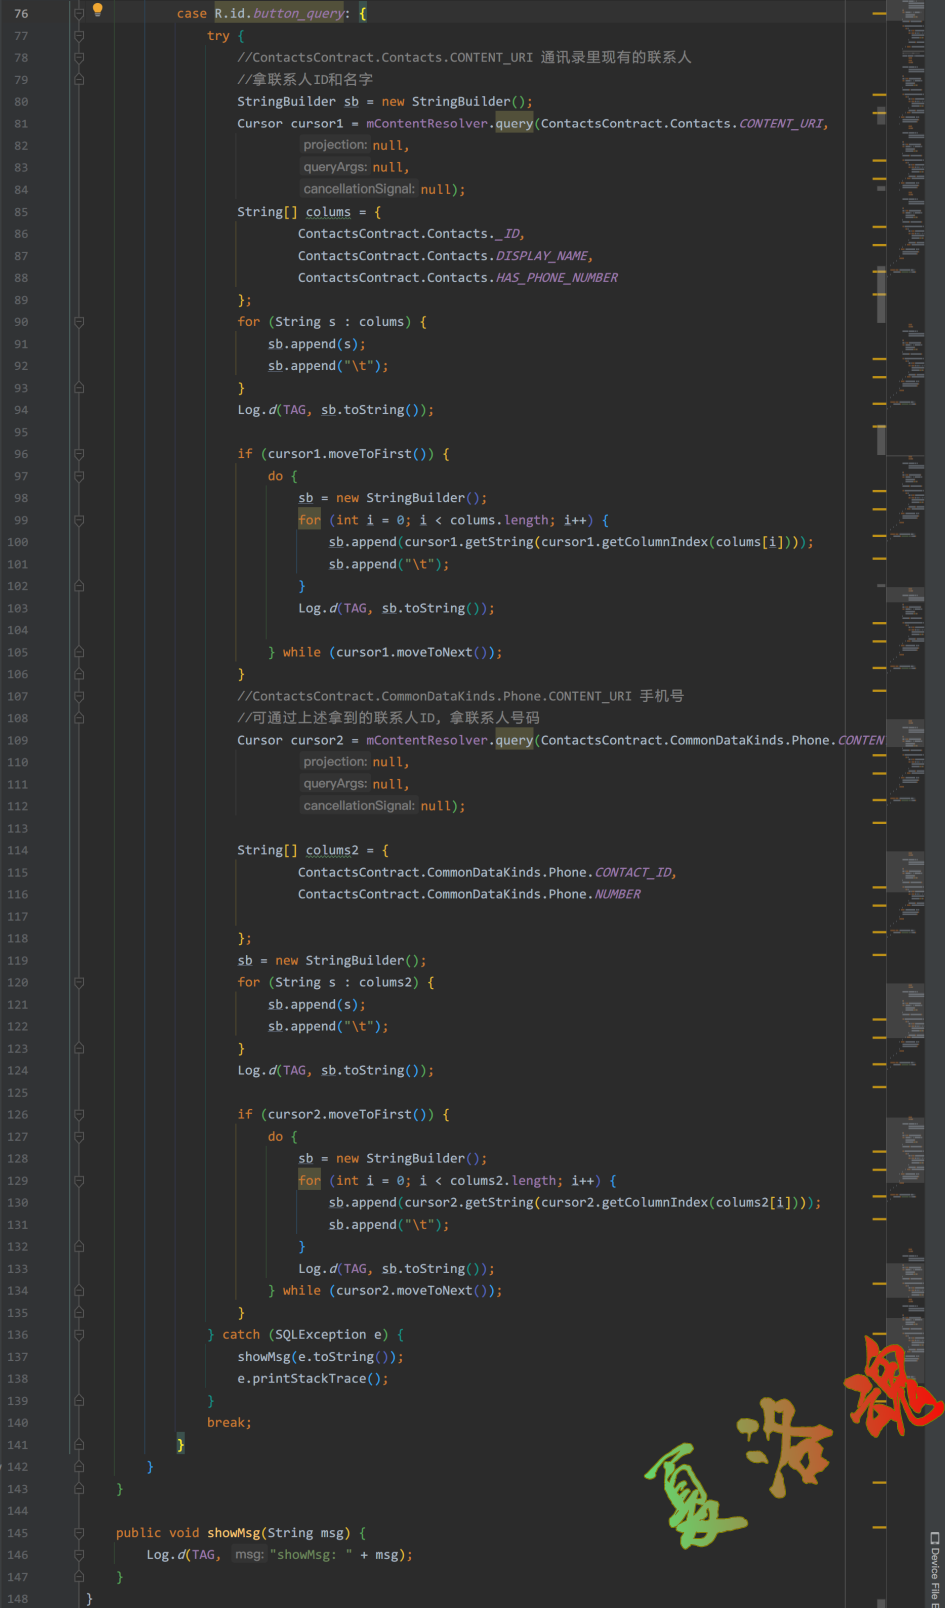 76 case R.id.button_query: {
77 try {
78 //ContactsContract.Contacts.CONTENT_URI 通讯录里现有的联系人
79 //拿联系人ID和名字
80 StringBuilder sb = new StringBuilder();
81 Cursor cursor1 = mContentResolver.query(ContactsContract.Contacts.CONTENT_URI,
82 projection: null,
83 queryArgs: null,
84 cancellationSignal: null);
85 String[] colums = {
86 ContactsContract.Contacts._ID,
87 ContactsContract.Contacts.DISPLAY_NAME,
88 ContactsContract.Contacts.HAS_PHONE_NUMBER
89 };
90 for (String s : colums) {
91 sb.append(s);
92 sb.append("\t");
93 }
94 Log.d(TAG, sb.toString());
95
96 if (cursor1.moveToFirst()) {
97 do {
98 sb = new StringBuilder();
99 for (int i = 0; i < colums.length; i++) {
100 sb.append(cursor1.getString(cursor1.getColumnIndex(colums[i])));
101 sb.append("\t");
102 }
103 Log.d(TAG, sb.toString());
104
105 } while (cursor1.moveToNext());
106 }
107 //ContactsContract.CommonDataKinds.Phone.CONTENT_URI 手机号
108 //可通过上述拿到的联系人ID，拿联系人号码
109 Cursor cursor2 = mContentResolver.query(ContactsContract.CommonDataKinds.Phone.CONTEN
110 projection: null,
111 queryArgs: null,
112 cancellationSignal: null);
113
114 String[] colums2 = {
115 ContactsContract.CommonDataKinds.Phone.CONTACT_ID,
116 ContactsContract.CommonDataKinds.Phone.NUMBER
117
118 };
119 sb = new StringBuilder();
120 for (String s : colums2) {
121 sb.append(s);
122 sb.append("\t");
123 }
124 Log.d(TAG, sb.toString());
125
126 if (cursor2.moveToFirst()) {
127 do {
128 sb = new StringBuilder();
129 for (int i = 0; i < colums2.length; i++) {
130 sb.append(cursor2.getString(cursor2.getColumnIndex(colums2[i])));
131 sb.append("\t");
132 }
133 Log.d(TAG, sb.toString());
134 } while (cursor2.moveToNext());
135 }
136 } catch (SQLException e) {
137 showMsg(e.toString());
138 e.printStackTrace();
139 }
140 break;
141 }
142 }
143 }
144
145 public void showMsg(String msg) {
146 Log.d(TAG, msg: "showMsg: " + msg);
147 }
148 }
夏洛魂
Device File E